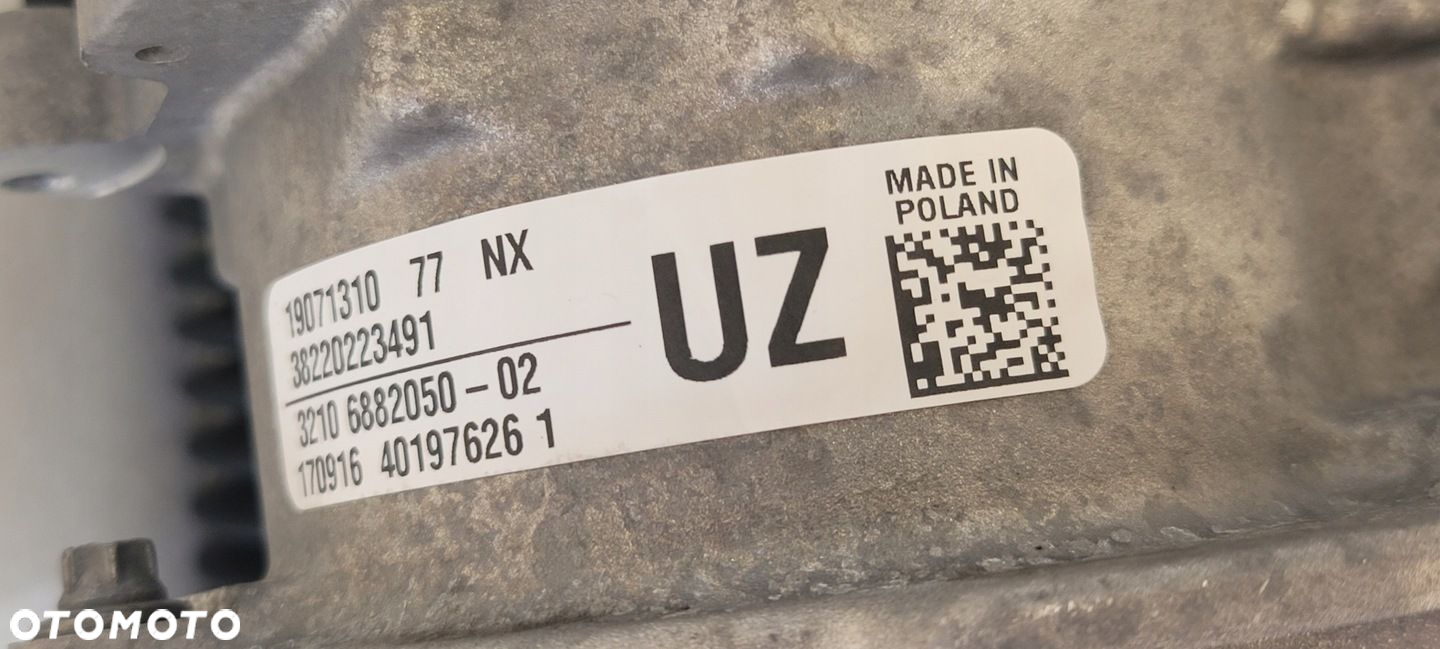 19071310 77 NX
38220223491
3210 6882050-02
170916 40197626 1
UZ
MADE IN
POLAND
OTOMOTO